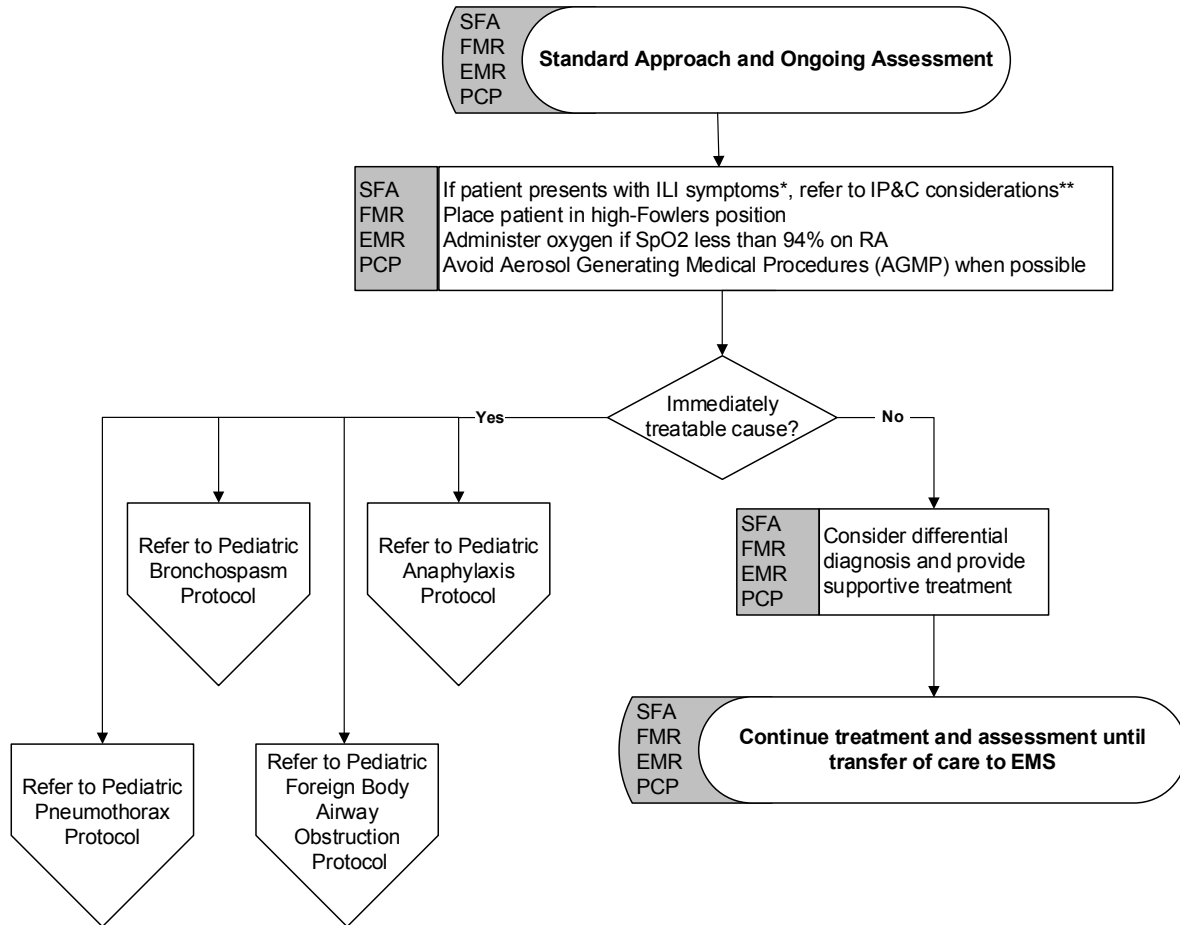 SFA
FMR
EMR
PCP
Standard Approach and Ongoing Assessment
SFA
FMR
EMR
PCP
If patient presents with ILI symptoms*, refer to IP&C considerations**
Place patient in high-Fowlers position
Administer oxygen if SpO2 less than 94% on RA
Avoid Aerosol Generating Medical Procedures (AGMP) when possible
Immediately
treatable cause?
Yes
No
Refer to Pediatric
Bronchospasm
Protocol
Refer to Pediatric
Anaphylaxis
Protocol
SFA
FMR
EMR
PCP
Consider differential
diagnosis and provide
supportive treatment
Refer to Pediatric
Pneumothorax
Protocol
Refer to Pediatric
Foreign Body
Airway
Obstruction
Protocol
SFA
FMR
EMR
PCP
Continue treatment and assessment until
transfer of care to EMS